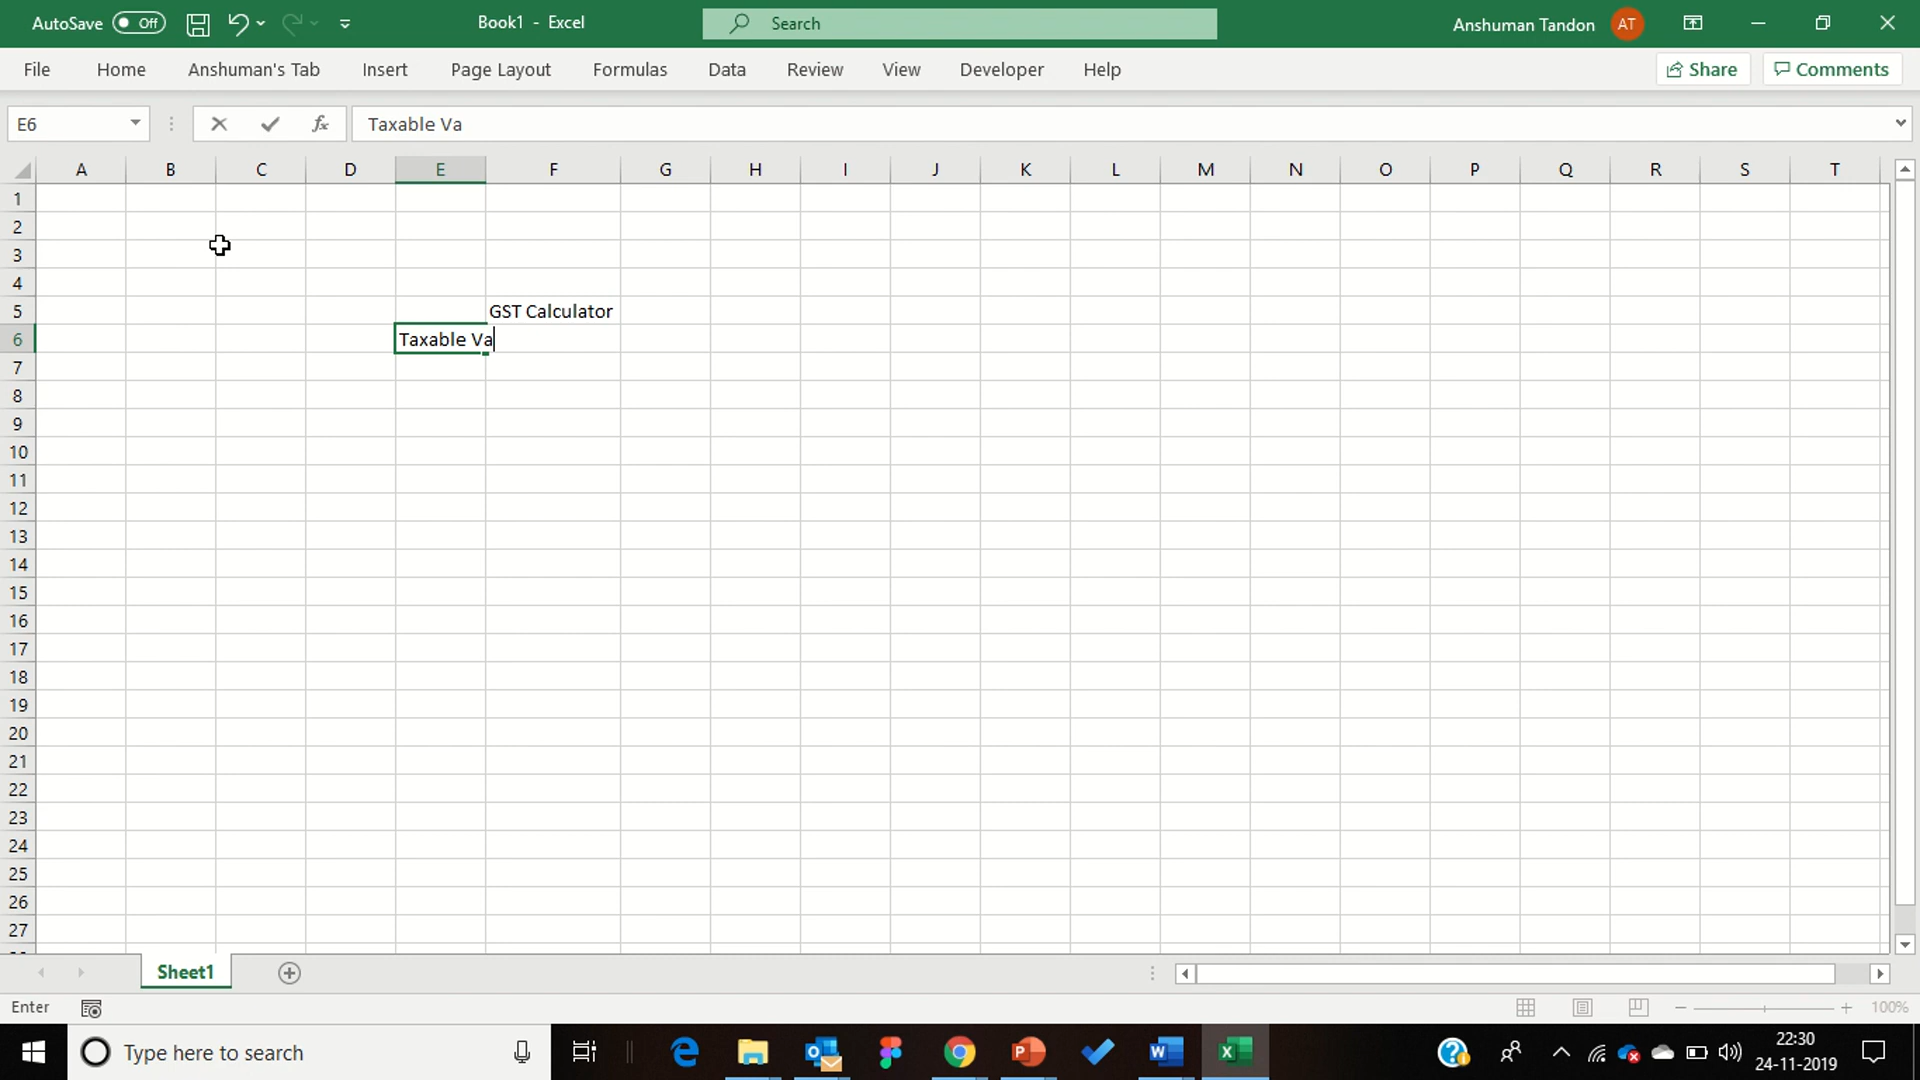 AutoSave Off Book1 - Excel Search Anshuman Tandon AT
File Home Anshuman's Tab Insert Page Layout Formulas Data Review View Developer Help Share Comments
E6 fx Taxable Va
A B C D E F G H I J K L M N O P Q R S T
1
2
3
4
5 GST Calculator
6 Taxable Va
7
8
9
10
11
12
13
14
15
16
17
18
19
20
21
22
23
24
25
26
27
Sheet1
Enter 100%
Type here to search 22:30
24-11-2019